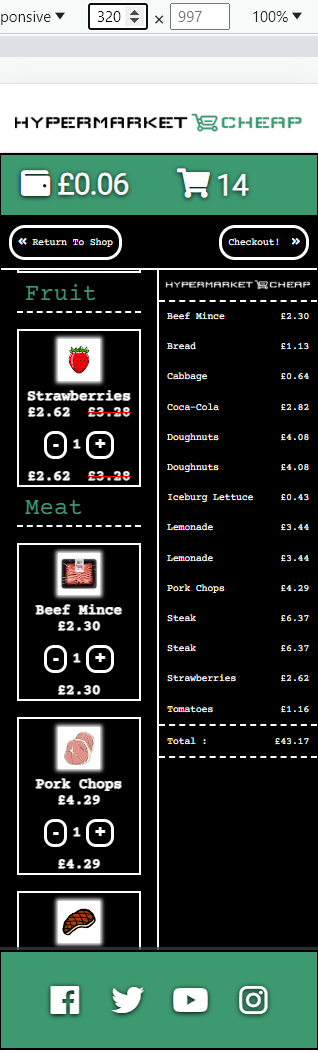 ponsive
320
×
997
100%
HYPERMARKET CHEAP
£0.06
14
« Return To Shop
Checkout! »
Fruit
Strawberries
£2.62 £3.28
- 1 +
£2.62 £3.28
Meat
Beef Mince
£2.30
- 1 +
£2.30
Pork Chops
£4.29
- 1 +
£4.29
HYPERMARKET CHEAP
Beef Mince £2.30
Bread £1.13
Cabbage £0.64
Coca-Cola £2.82
Doughnuts £4.08
Doughnuts £4.08
Iceburg Lettuce £0.43
Lemonade £3.44
Lemonade £3.44
Pork Chops £4.29
Steak £6.37
Steak £6.37
Strawberries £2.62
Tomatoes £1.16
Total : £43.17